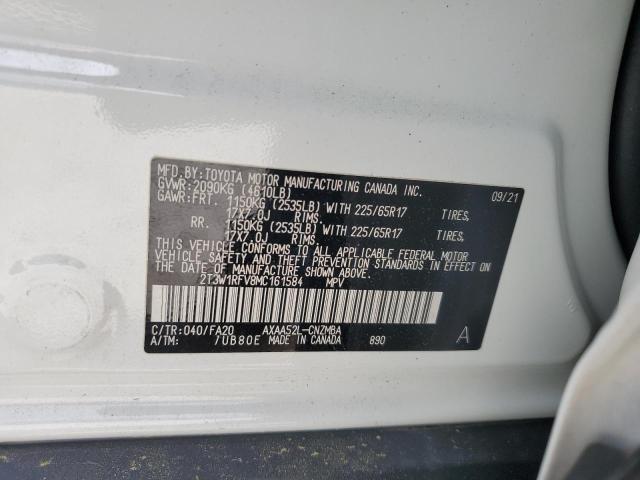 MFD.BY:TOYOTA MOTOR MANUFACTURING CANADA INC. 09/21
GVWR:2090KG (4610LB)
GAWR:FRT. 1150KG (2535LB) WITH 225/65R17 TIRES,
17X7.0J RIMS.
RR. 1150KG (2535LB) WITH 225/65R17 TIRES,
17X7.0J RIMS.
THIS VEHICLE CONFORMS TO ALL APPLICABLE FEDERAL MOTOR
VEHICLE SAFETY AND THEFT PREVENTION STANDARDS IN EFFECT
ON THE DATE OF MANUFACTURE SHOWN ABOVE.
2T3W1RFV8MC161584 MPV
C/TR:040/FA20 AXAA52L-CNZMBA A
A/TM: /UB80E MADE IN CANADA 890